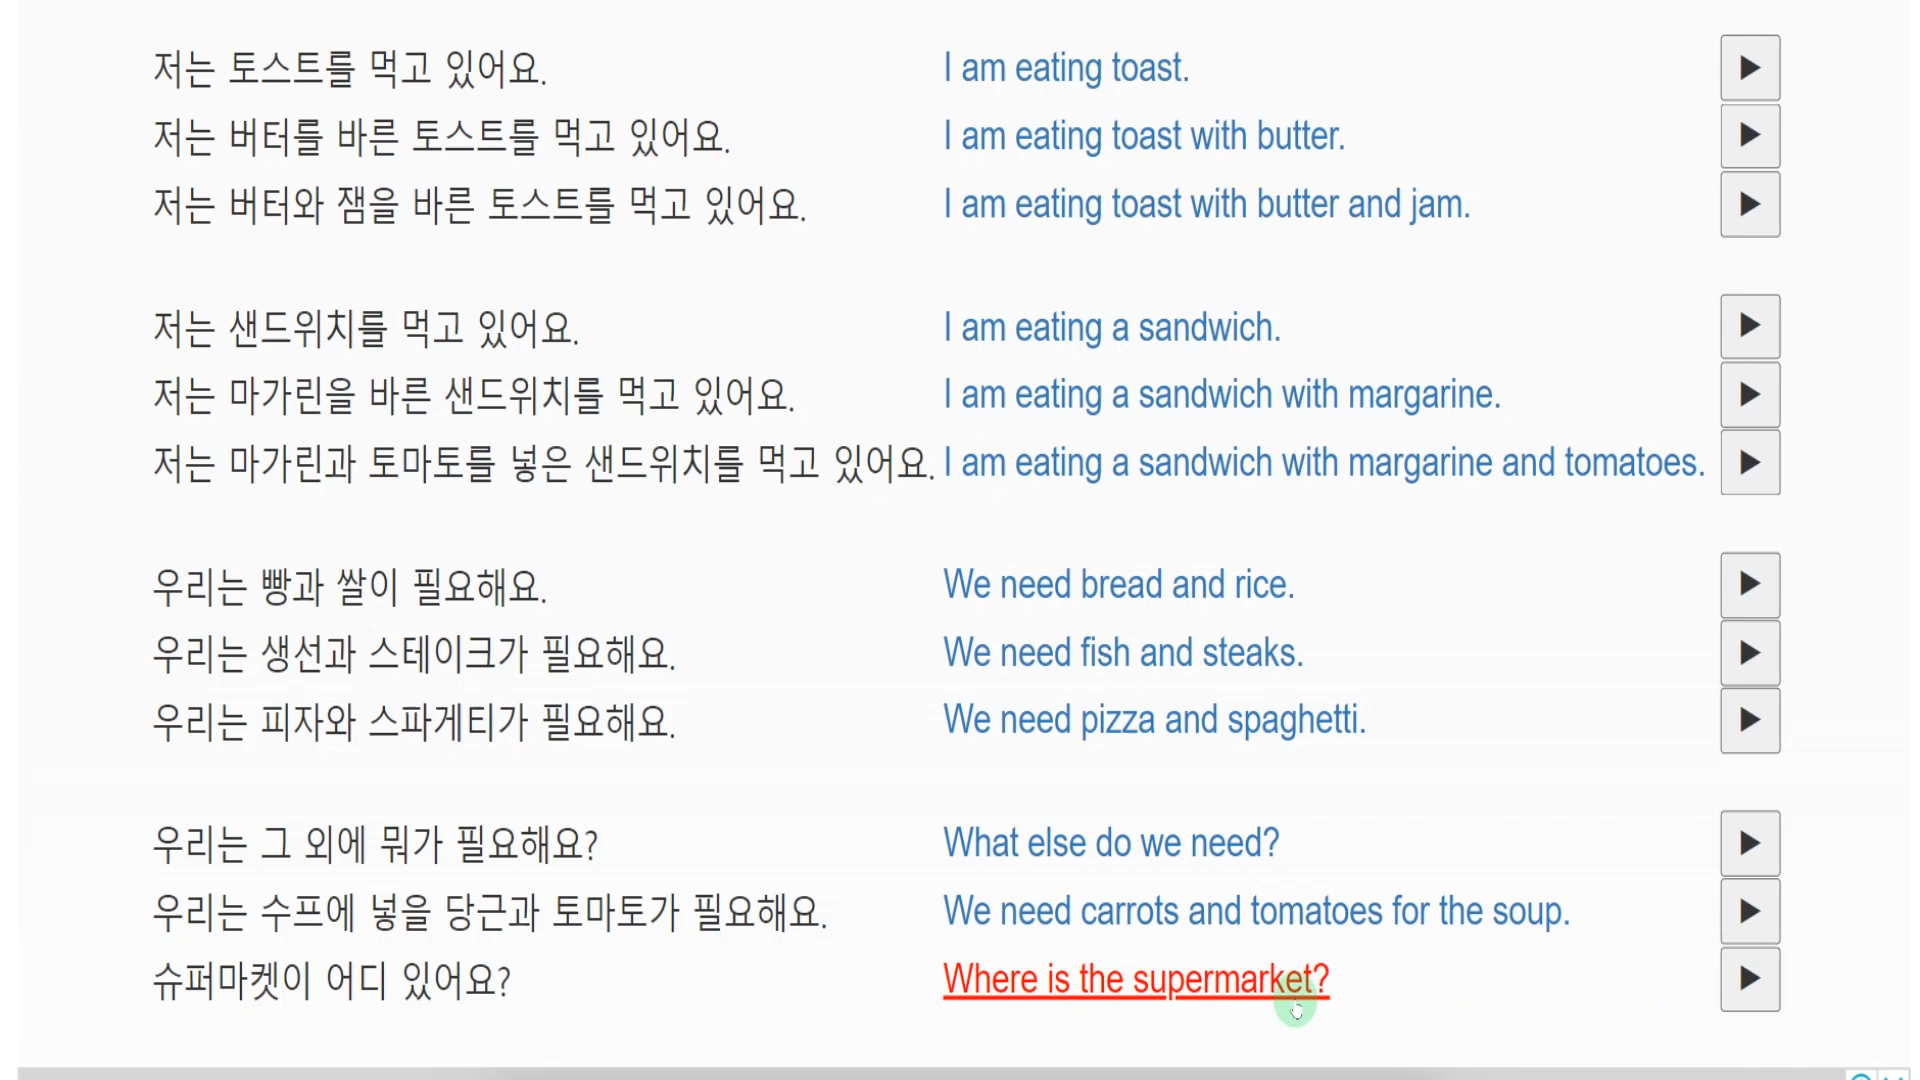 저는 토스트를 먹고 있어요. I am eating toast.
저는 버터를 바른 토스트를 먹고 있어요. I am eating toast with butter.
저는 버터와 잼을 바른 토스트를 먹고 있어요. I am eating toast with butter and jam.
저는 샌드위치를 먹고 있어요. I am eating a sandwich.
저는 마가린을 바른 샌드위치를 먹고 있어요. I am eating a sandwich with margarine.
저는 마가린과 토마토를 넣은 샌드위치를 먹고 있어요. I am eating a sandwich with margarine and tomatoes.
우리는 빵과 쌀이 필요해요. We need bread and rice.
우리는 생선과 스테이크가 필요해요. We need fish and steaks.
우리는 피자와 스파게티가 필요해요. We need pizza and spaghetti.
우리는 그 외에 뭐가 필요해요? What else do we need?
우리는 수프에 넣을 당근과 토마토가 필요해요. We need carrots and tomatoes for the soup.
슈퍼마켓이 어디 있어요? Where is the supermarket?